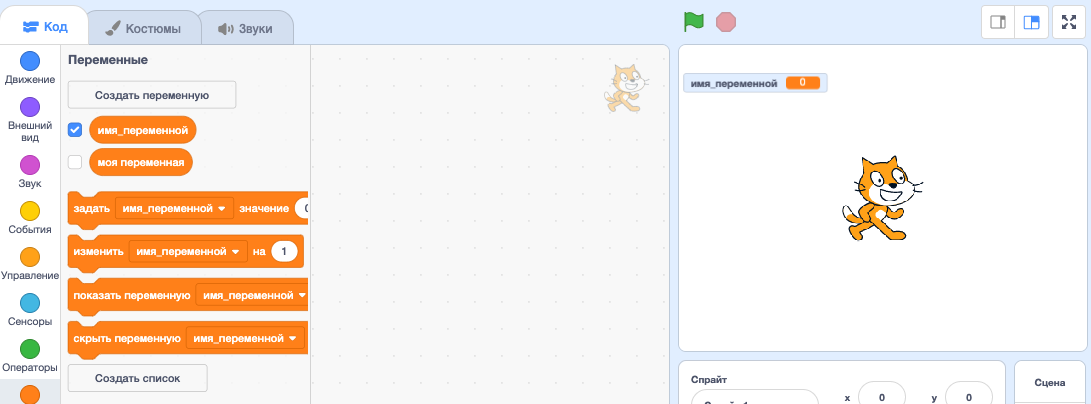 Код
Костюмы
Звуки
Движение
Внешний
вид
Звук
События
Управление
Сенсоры
Операторы
Переменные
Создать переменную
имя_переменной
моя переменная
задать имя_переменной значение
изменить имя_переменной на 1
показать переменную имя_переменной
скрыть переменную имя_переменной
Создать список
имя_переменной 0
Спрайт
x 0 y 0
Сцена